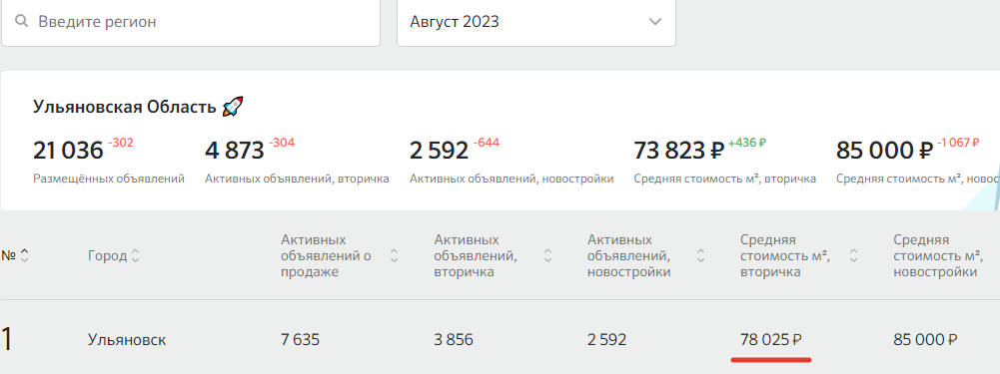 Введите регион
Август 2023
Ульяновская Область
21 036 -302
4 873 -304
2 592 -644
73 823 ₽ +436 ₽
85 000 ₽ -1 067 ₽
Размещённых объявлений
Активных объявлений, вторичка
Активных объявлений, новостройки
Средняя стоимость м², вторичка
Средняя стоимость м², новос
№
Город
Активных
объявлений о
продаже
Активных
объявлений,
вторичка
Активных
объявлений,
новостройки
Средняя
стоимость м²,
вторичка
Средняя
стоимость м²,
новостройки
1
Ульяновск
7 635
3 856
2 592
78 025 ₽
85 000 ₽